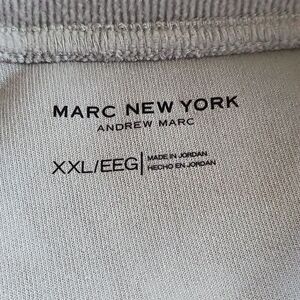 MARC NEW YORK
ANDREW MARC
XXL/EEG
MADE IN JORDAN
HECHO EN JORDAN